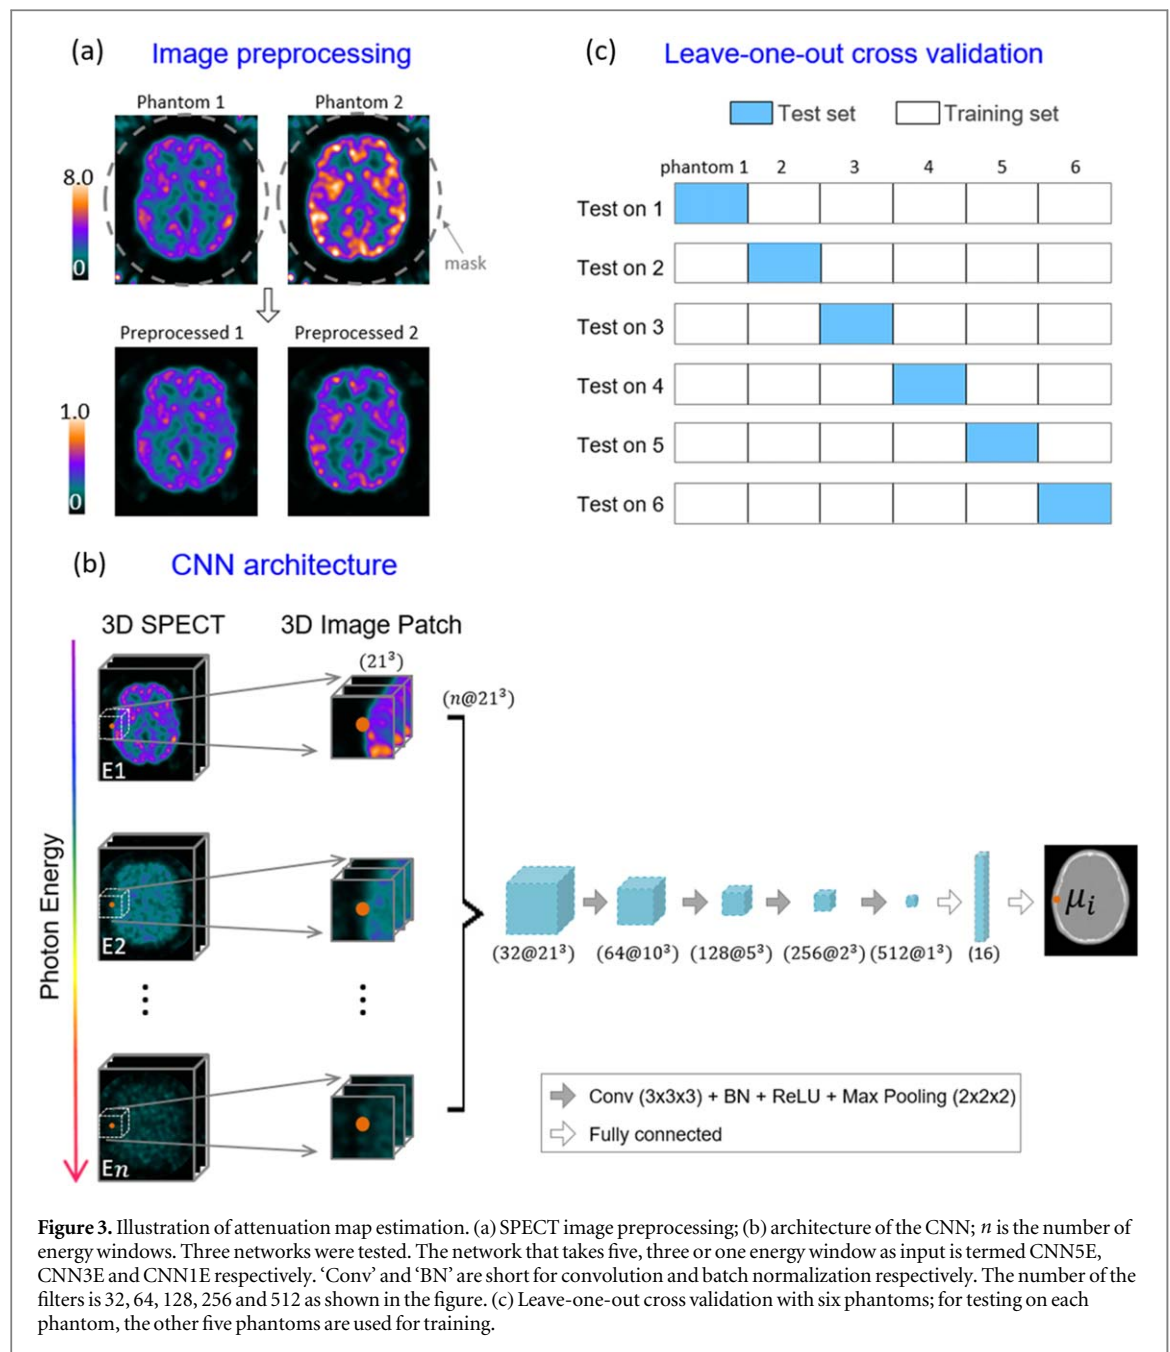 (a) Image preprocessing
Phantom 1 Phantom 2
8.0
0
mask
Preprocessed 1 Preprocessed 2
1.0
0
(c) Leave-one-out cross validation
Test set Training set
phantom 1 2 3 4 5 6
Test on 1
Test on 2
Test on 3
Test on 4
Test on 5
Test on 6
(b) CNN architecture
3D SPECT 3D Image Patch
(21³)
(n@21³)
E1
Photon Energy
E2
⋮ ⋮
En
(32@21³) (64@10³) (128@5³) (256@2³) (512@1³) (16)
μᵢ
Conv (3x3x3) + BN + ReLU + Max Pooling (2x2x2)
Fully connected
Figure 3. Illustration of attenuation map estimation. (a) SPECT image preprocessing; (b) architecture of the CNN; n is the number of
energy windows. Three networks were tested. The network that takes five, three or one energy window as input is termed CNN5E,
CNN3E and CNN1E respectively. ‘Conv’ and ‘BN’ are short for convolution and batch normalization respectively. The number of the
filters is 32, 64, 128, 256 and 512 as shown in the figure. (c) Leave-one-out cross validation with six phantoms; for testing on each
phantom, the other five phantoms are used for training.